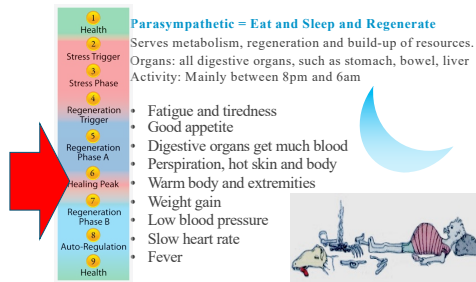 1
Health
2
Stress Trigger
3
Stress Phase
4
Regeneration
Trigger
5
Regeneration
Phase A
6
Healing Peak
7
Regeneration
Phase B
8
Auto-Regulation
9
Health
Parasympathetic = Eat and Sleep and Regenerate
Serves metabolism, regeneration and build-up of resources.
Organs: all digestive organs, such as stomach, bowel, liver
Activity: Mainly between 8pm and 6am
• Fatigue and tiredness
• Good appetite
• Digestive organs get much blood
• Perspiration, hot skin and body
• Warm body and extremities
• Weight gain
• Low blood pressure
• Slow heart rate
• Fever